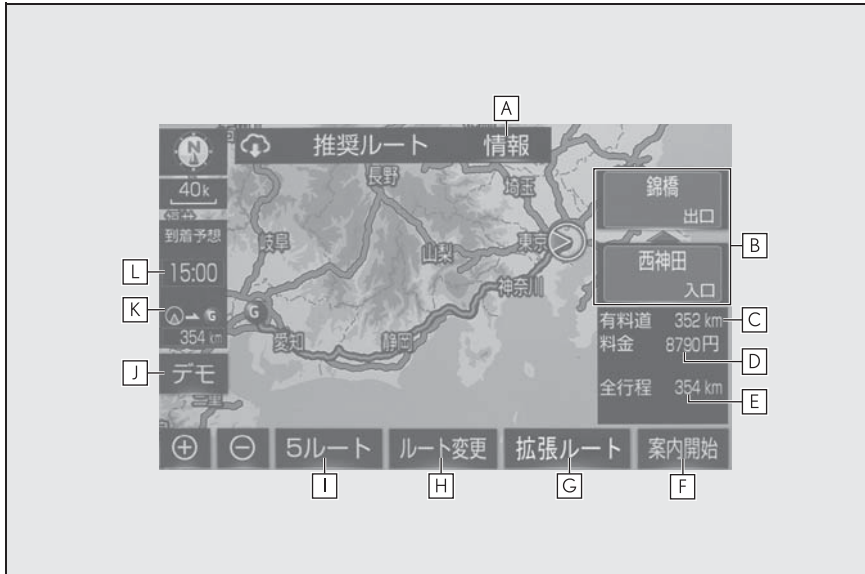 A
推奨ルート 情報
N
40k
長野
埼玉
錦橋
出口
B
到着予想
岐阜
山梨
東京
西神田
入口
L
15:00
神奈川
K
G
G
有料道 352 km
C
354 km
愛知
静岡
料金 8790円
D
J
デモ
全行程 354 km
E
三重
5ルート
ルート変更
拡張ルート
案内開始
I
H
G
F